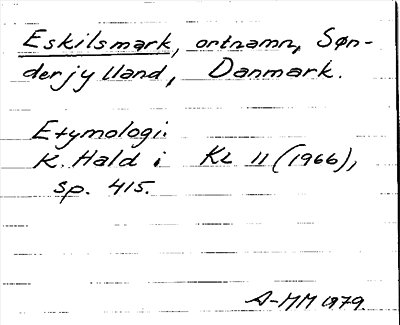 Eskilsmark, ortnamn, Søn-
derjylland, Danmark.
Etymologi:
K. Hald i KL 11 (1966),
sp. 415.
A-MM 1979.